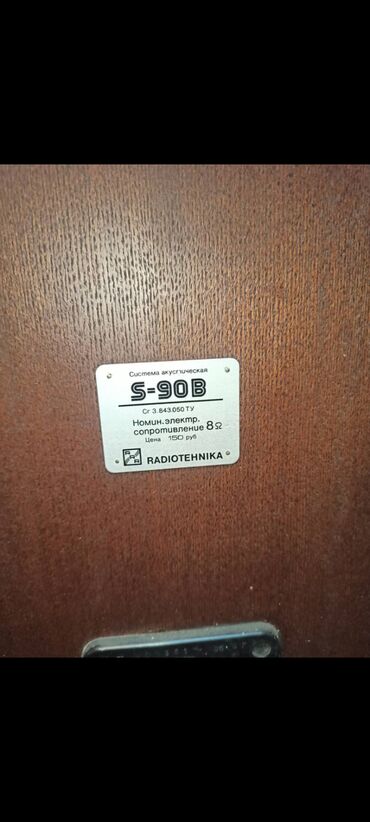 Система акустическая
S-90B
Сг 3.843.050 ТУ
Номин. электр.
сопротивление 8Ω
Цена 150 руб
RADIOTEHNIKA